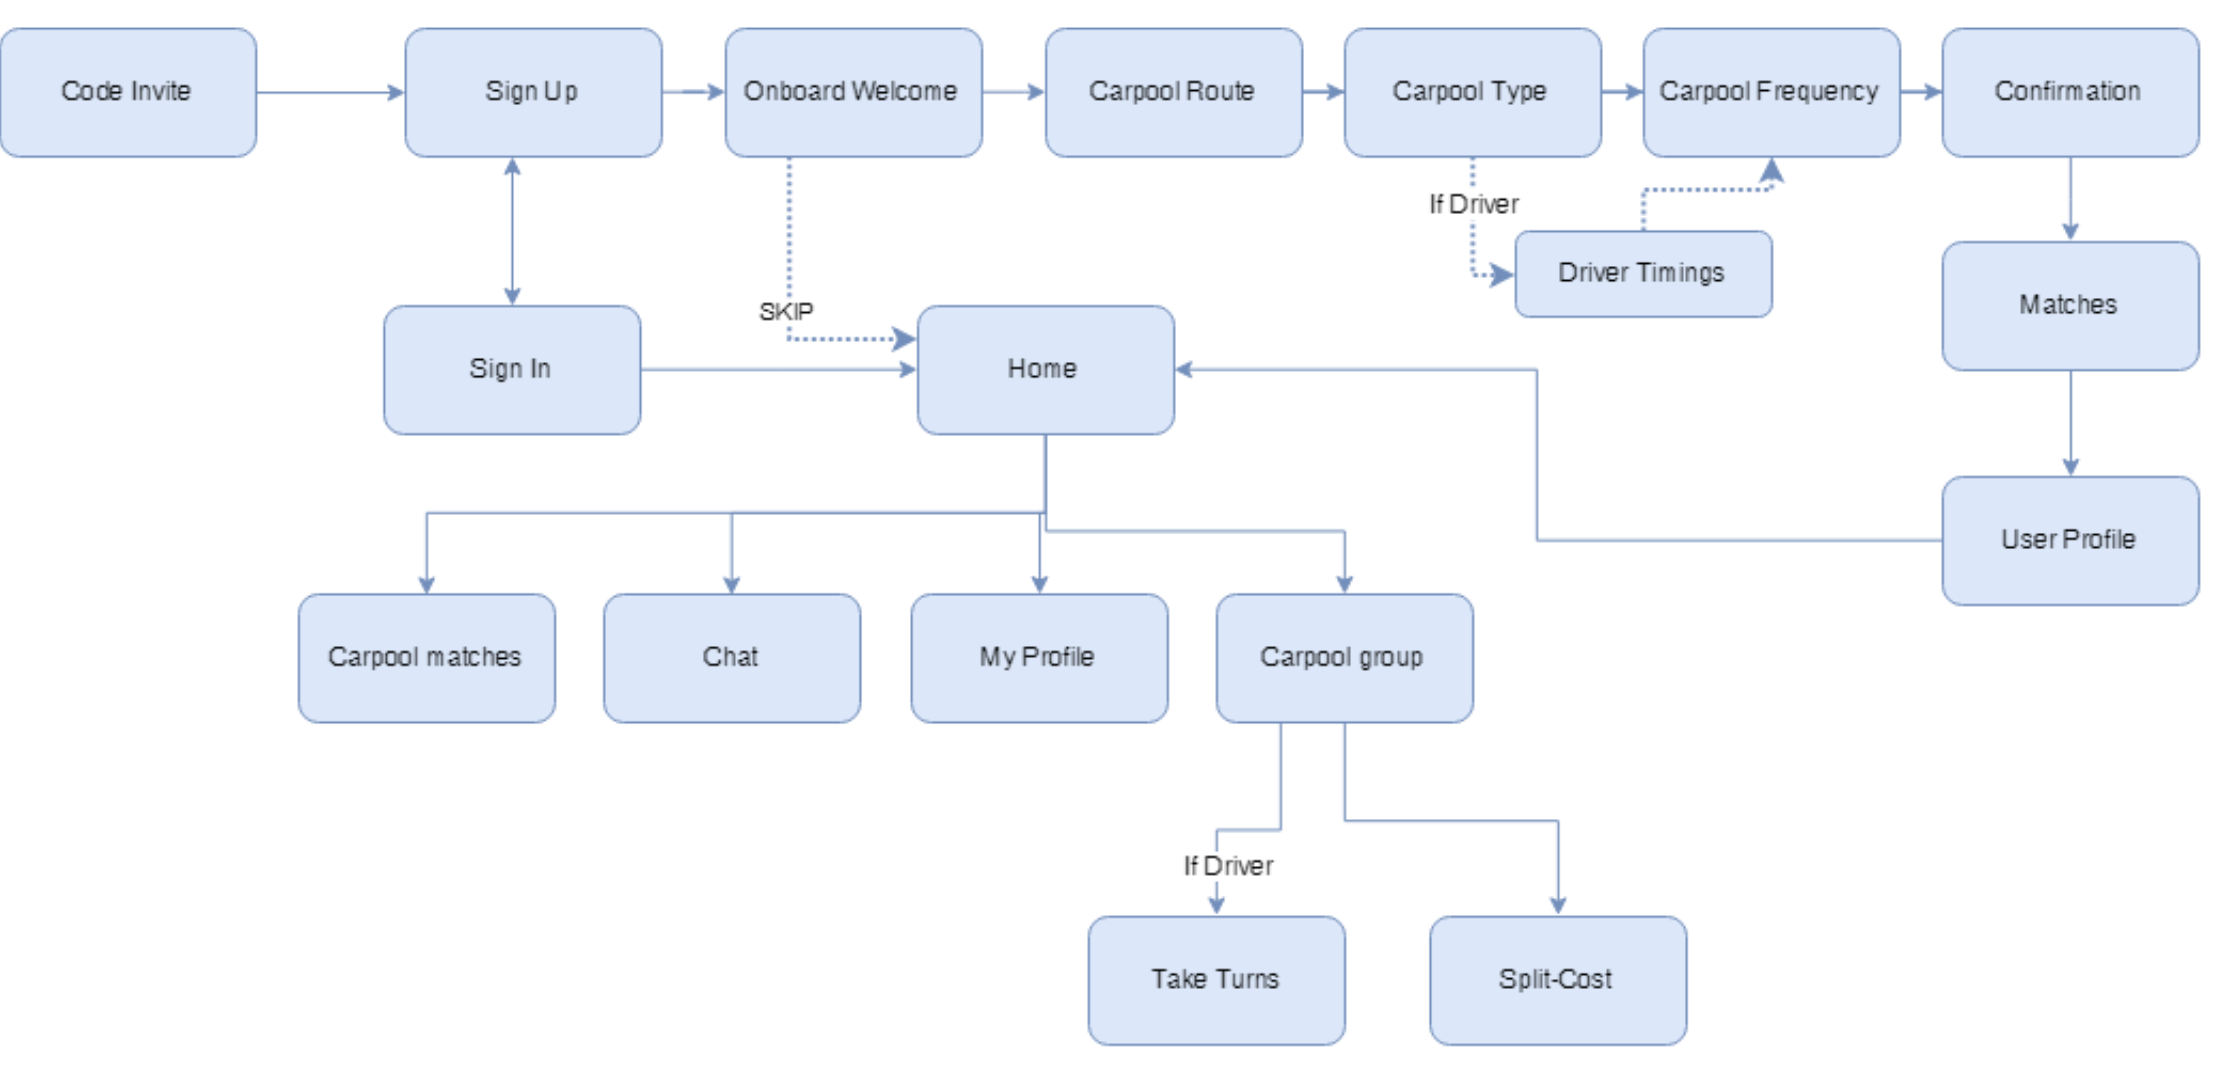 Code Invite
Sign Up
Onboard Welcome
Carpool Route
Carpool Type
Carpool Frequency
Confirmation
If Driver
Driver Timings
SKIP
Sign In
Home
Matches
User Profile
Carpool matches
Chat
My Profile
Carpool group
If Driver
Take Turns
Split-Cost